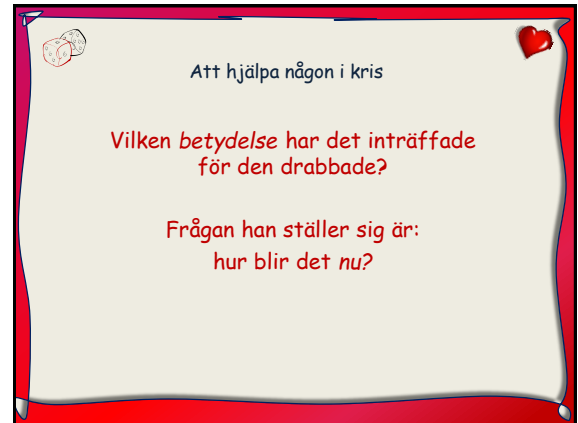 Att hjälpa någon i kris
Vilken betydelse har det inträffade
för den drabbade?
Frågan han ställer sig är:
hur blir det nu?